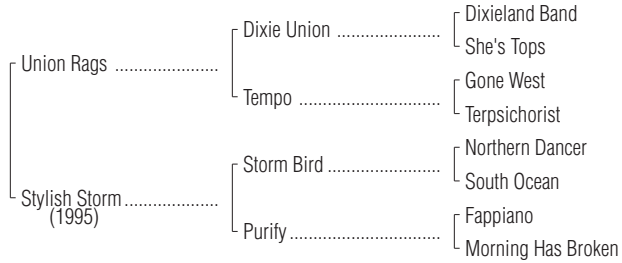 Dixieland Band
Dixie Union ......................
She's Tops
Union Rags ......................
Gone West
Tempo ..............................
Terpsichorist
Northern Dancer
Storm Bird ........................
South Ocean
Stylish Storm ....................
(1995)
Fappiano
Purify ................................
Morning Has Broken